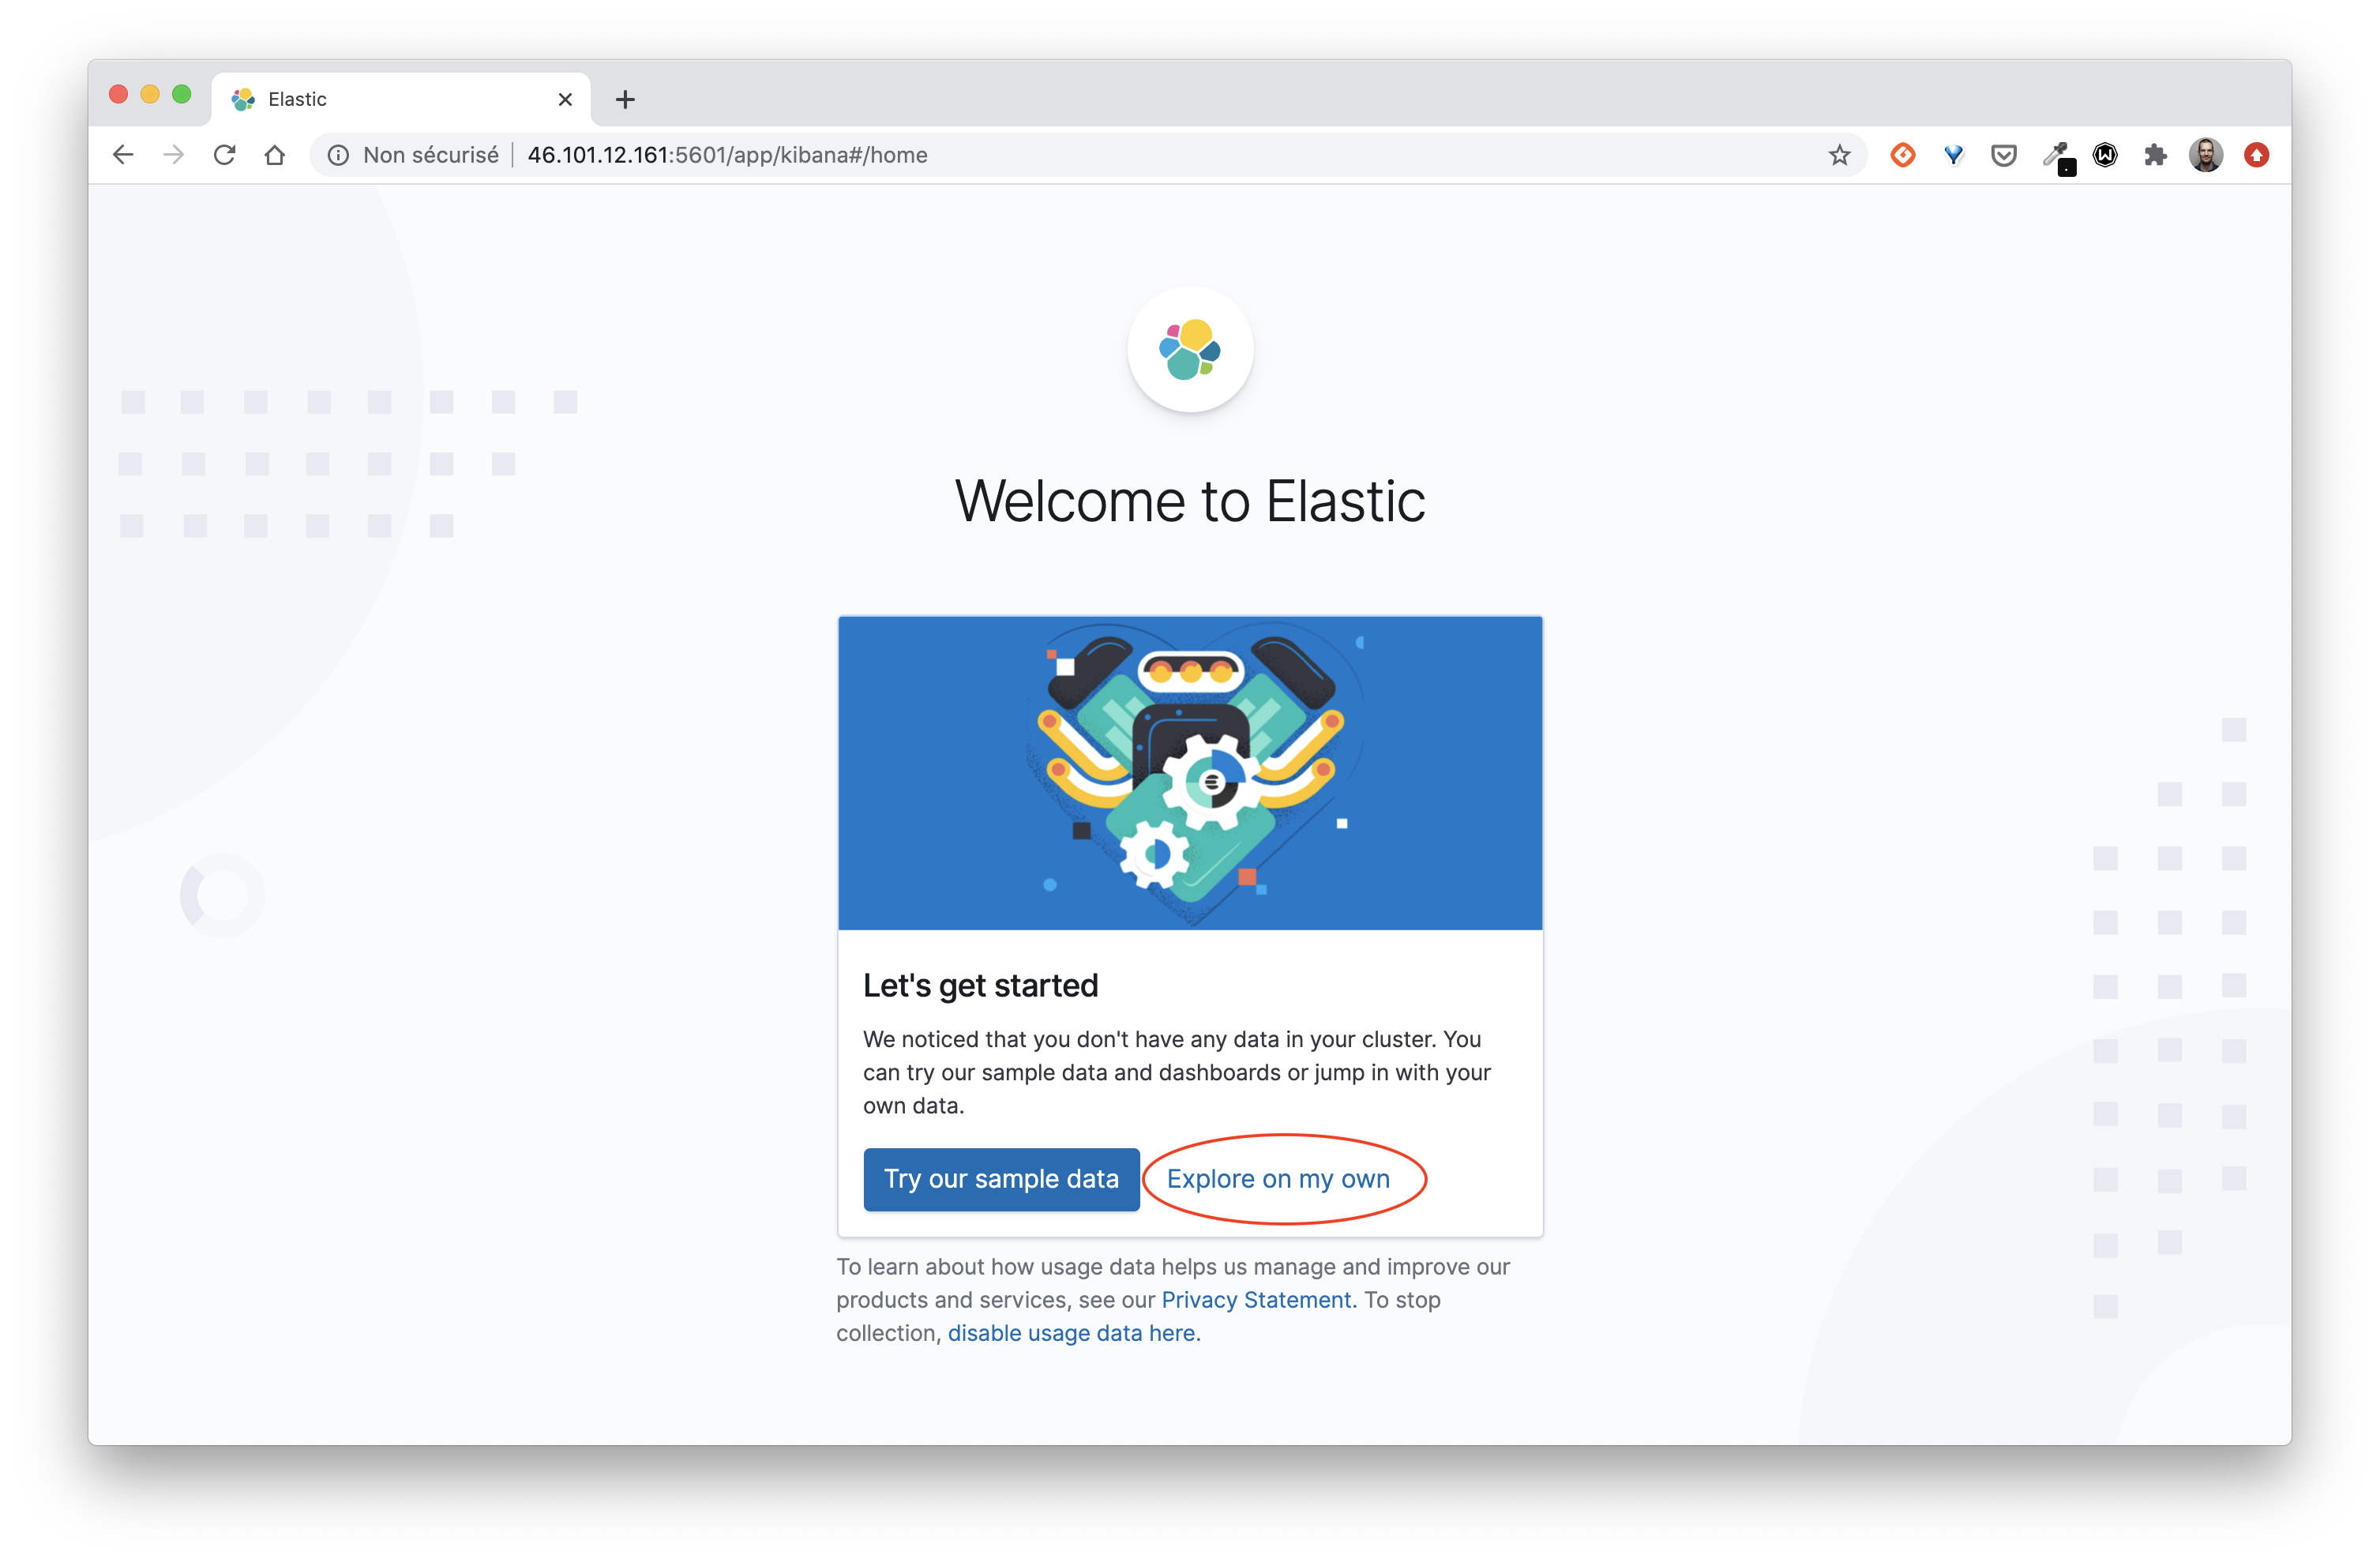 Elastic
Non sécurisé 46.101.12.161:5601/app/kibana#/home
Welcome to Elastic
Let's get started
We noticed that you don't have any data in your cluster. You
can try our sample data and dashboards or jump in with your
own data.
Try our sample data Explore on my own
To learn about how usage data helps us manage and improve our
products and services, see our Privacy Statement. To stop
collection, disable usage data here.